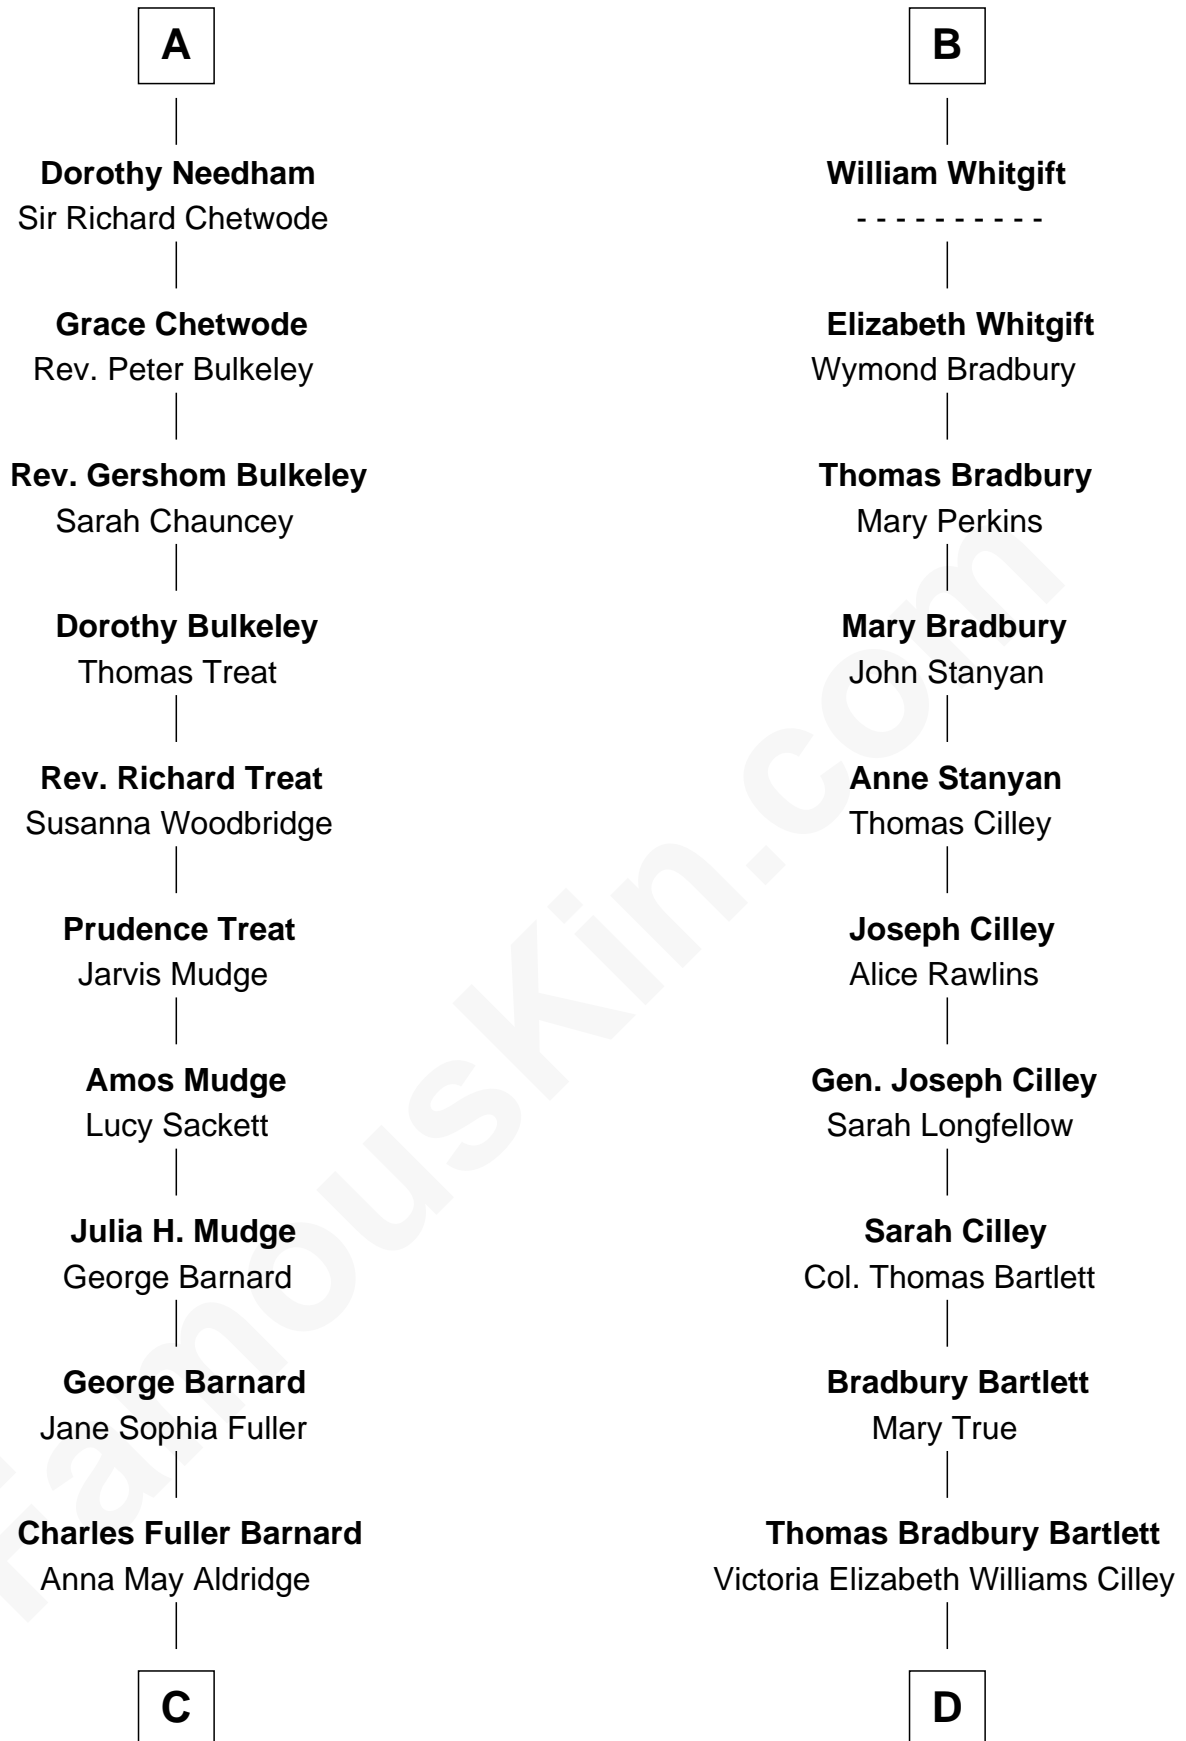 A
Dorothy Needham
Sir Richard Chetwode
Grace Chetwode
Rev. Peter Bulkeley
Rev. Gershom Bulkeley
Sarah Chauncey
Dorothy Bulkeley
Thomas Treat
Rev. Richard Treat
Susanna Woodbridge
Prudence Treat
Jarvis Mudge
Amos Mudge
Lucy Sackett
Julia H. Mudge
George Barnard
George Barnard
Jane Sophia Fuller
Charles Fuller Barnard
Anna May Aldridge
C
B
William Whitgift
- - - - - - - - - -
Elizabeth Whitgift
Wymond Bradbury
Thomas Bradbury
Mary Perkins
Mary Bradbury
John Stanyan
Anne Stanyan
Thomas Cilley
Joseph Cilley
Alice Rawlins
Gen. Joseph Cilley
Sarah Longfellow
Sarah Cilley
Col. Thomas Bartlett
Bradbury Bartlett
Mary True
Thomas Bradbury Bartlett
Victoria Elizabeth Williams Cilley
D
FamousKin.com